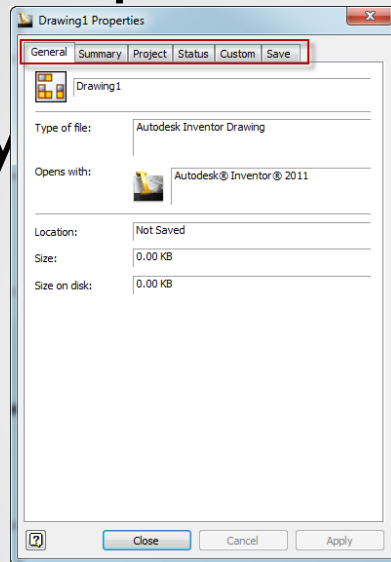 Drawing1 Properties
General Summary Project Status Custom Save
Drawing1
Type of file: Autodesk Inventor Drawing
Opens with: Autodesk® Inventor® 2011
Location: Not Saved
Size: 0.00 KB
Size on disk: 0.00 KB
Close Cancel Apply